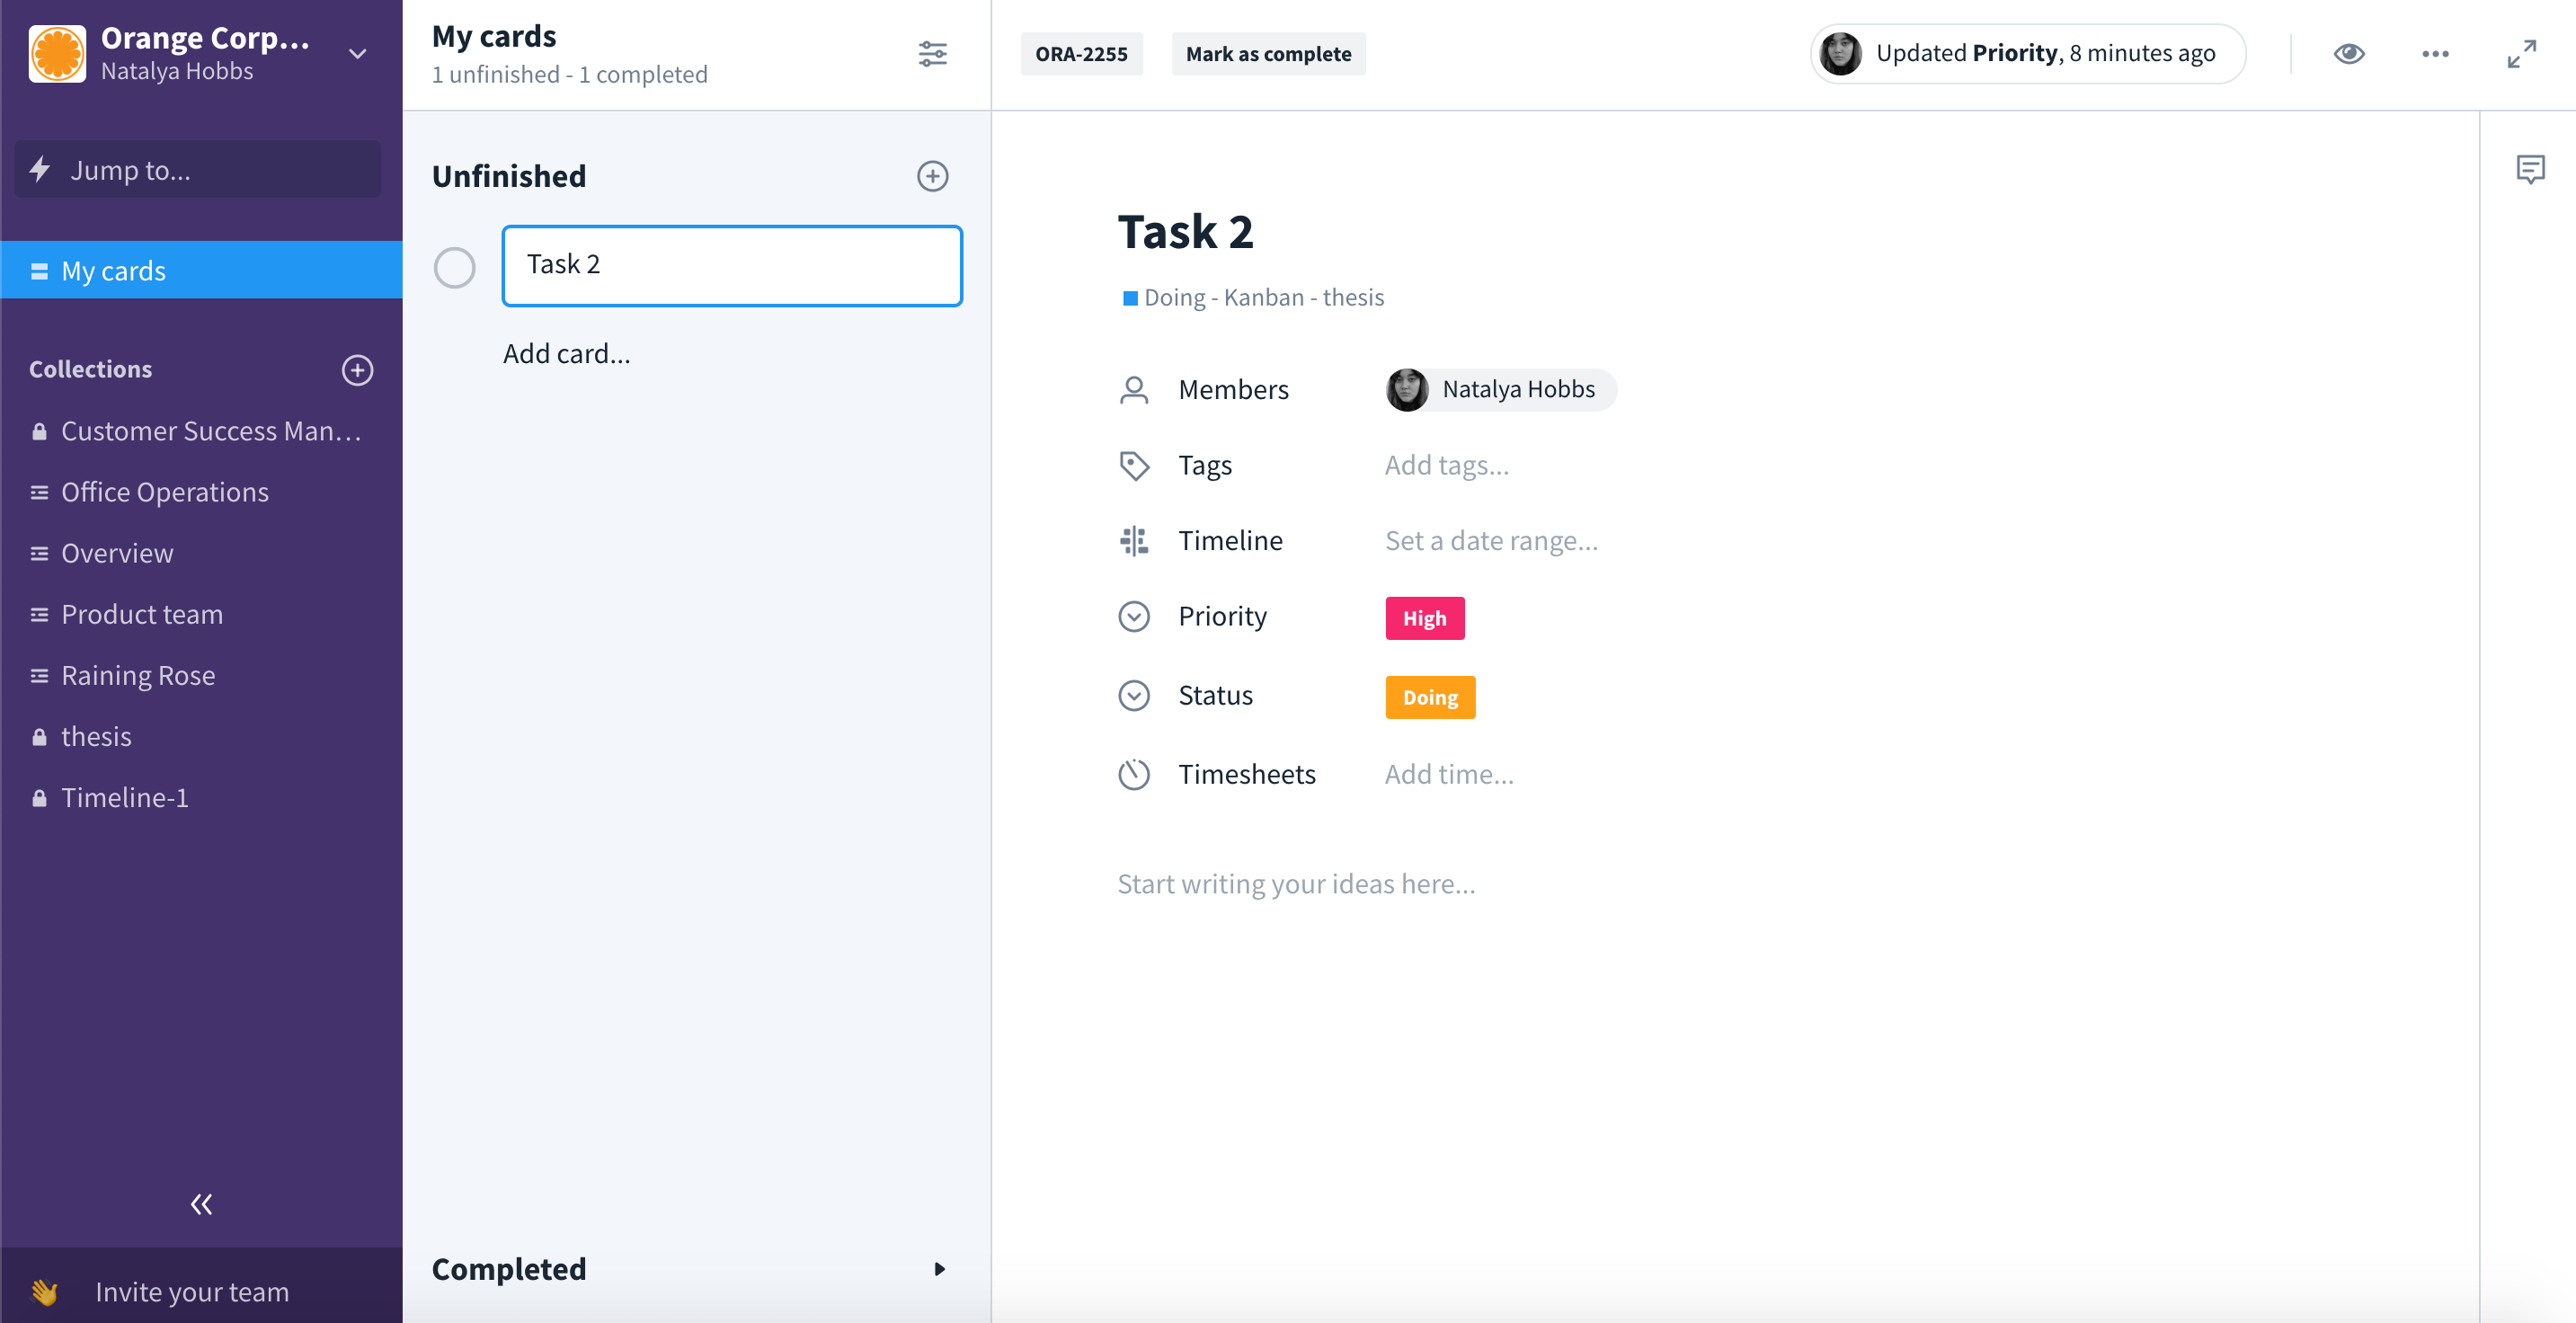 Orange Corp...
Natalya Hobbs
Jump to...
My cards
Collections
Customer Success Man...
Office Operations
Overview
Product team
Raining Rose
thesis
Timeline-1
Invite your team
My cards
1 unfinished - 1 completed
Unfinished
Task 2
Add card...
Completed
ORA-2255
Mark as complete
Updated Priority, 8 minutes ago
Task 2
Doing - Kanban - thesis
Members Natalya Hobbs
Tags Add tags...
Timeline Set a date range...
Priority High
Status Doing
Timesheets Add time...
Start writing your ideas here...